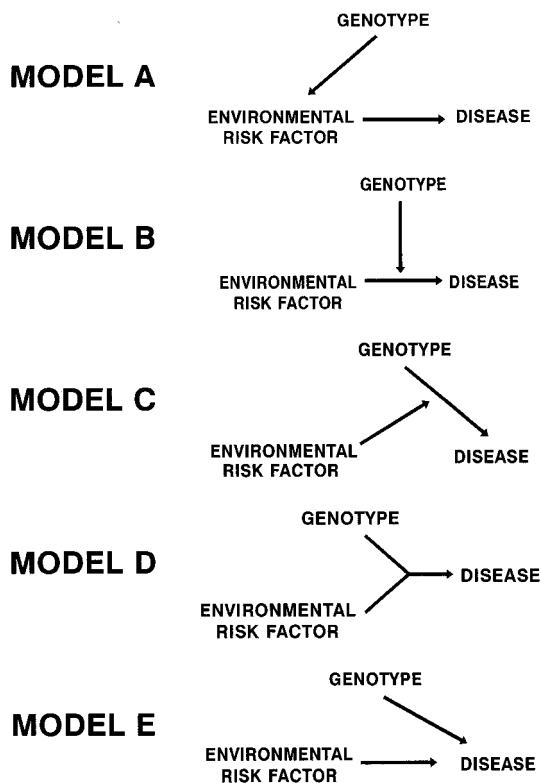 GENOTYPE
MODEL A
ENVIRONMENTAL
RISK FACTOR
DISEASE
GENOTYPE
MODEL B
ENVIRONMENTAL
RISK FACTOR
DISEASE
GENOTYPE
MODEL C
ENVIRONMENTAL
RISK FACTOR
DISEASE
GENOTYPE
MODEL D
DISEASE
ENVIRONMENTAL
RISK FACTOR
GENOTYPE
MODEL E
ENVIRONMENTAL
RISK FACTOR
DISEASE